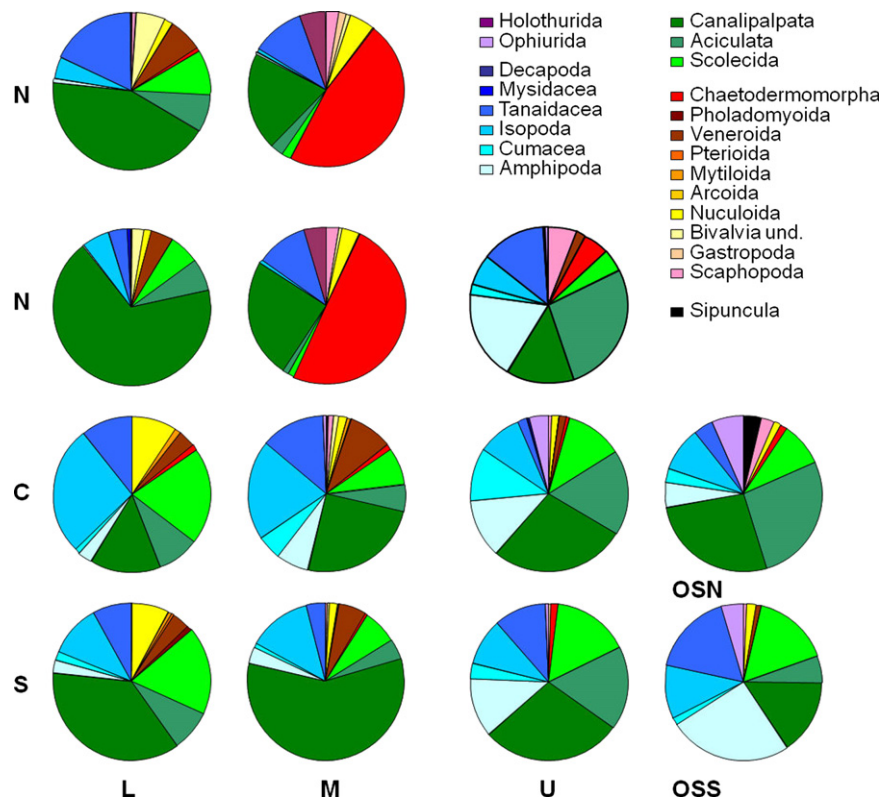 Holothurida
Ophiurida
Decapoda
Mysidacea
Tanaidacea
Isopoda
Cumacea
Amphipoda
Canalipalpata
Aciculata
Scolecida
Chaetodermomorpha
Pholadomyoida
Veneroida
Pterioida
Mytiloida
Arcoida
Nuculoida
Bivalvia und.
Gastropoda
Scaphopoda
Sipuncula
N
N
C
OSN
S
L M U OSS